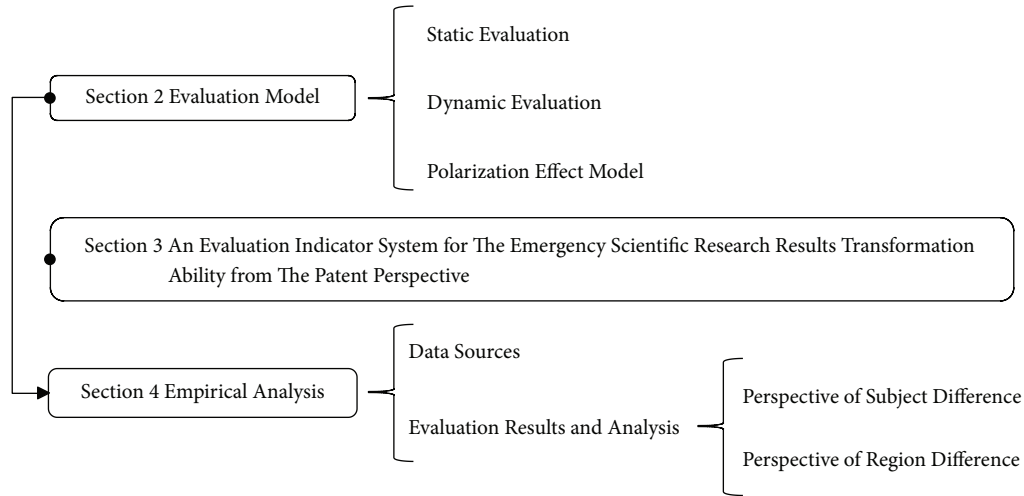 Static Evaluation
Section 2 Evaluation Model
Dynamic Evaluation
Polarization Effect Model
Section 3 An Evaluation Indicator System for The Emergency Scientific Research Results Transformation
Ability from The Patent Perspective
Data Sources
Section 4 Empirical Analysis
Evaluation Results and Analysis
Perspective of Subject Difference
Perspective of Region Difference